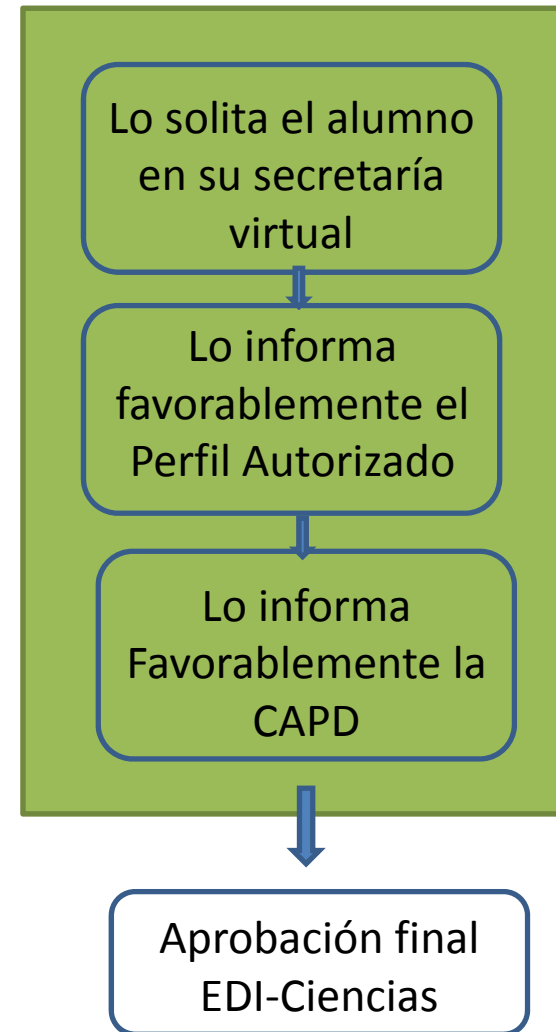 Lo solita el alumno
en su secretaría
virtual
Lo informa
favorablemente el
Perfil Autorizado
Lo informa
Favorablemente la
CAPD
Aprobación final
EDI-Ciencias